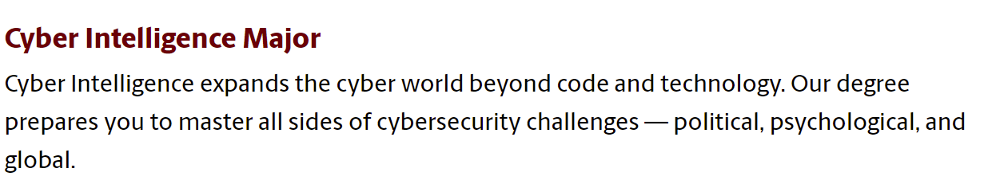 Cyber Intelligence Major
Cyber Intelligence expands the cyber world beyond code and technology. Our degree
prepares you to master all sides of cybersecurity challenges — political, psychological, and
global.